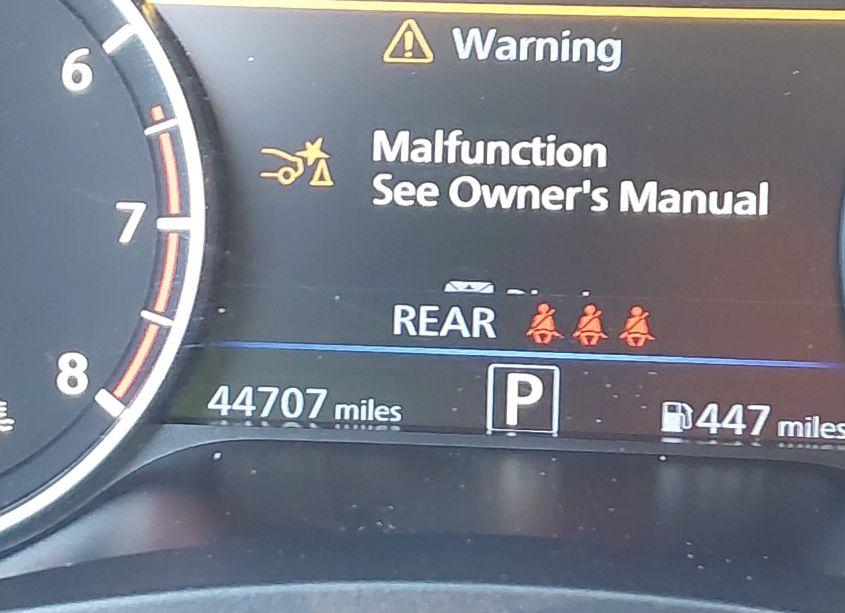 6
7
8
Warning
Malfunction
See Owner's Manual
REAR
44707 miles
P
447 miles